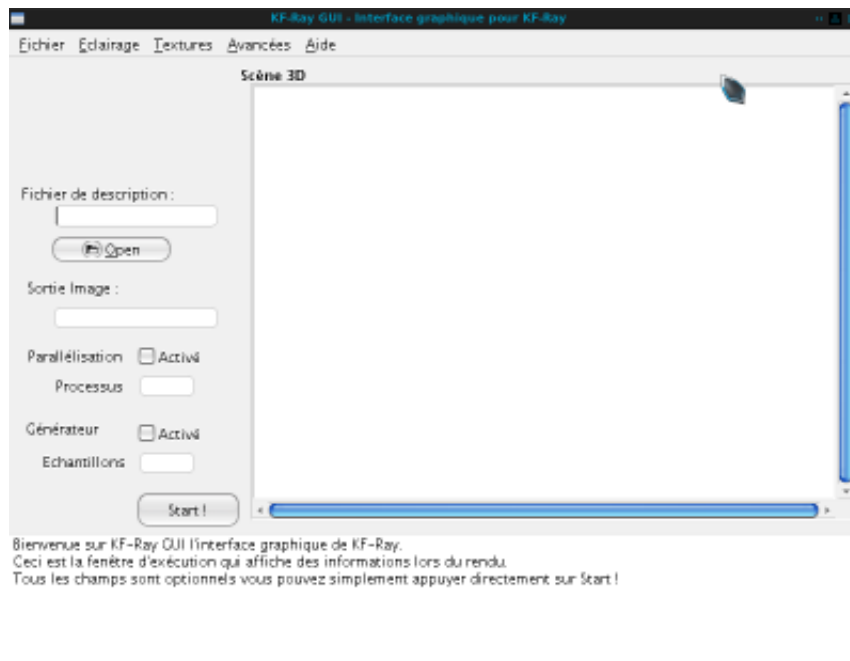 KF-Ray GUI - Interface graphique pour KF-Ray
Fichier Eclairage Textures Avancées Aide
Scène 3D
Fichier de description :
Open
Sortie Image :
Parallélisation Activé
Processus
Générateur Activé
Echantillons
Start !
Bienvenue sur KF-Ray GUI l'interface graphique de KF-Ray.
Ceci est la fenêtre d'exécution qui affiche des informations lors du rendu.
Tous les champs sont optionnels vous pouvez simplement appuyer directement sur Start !